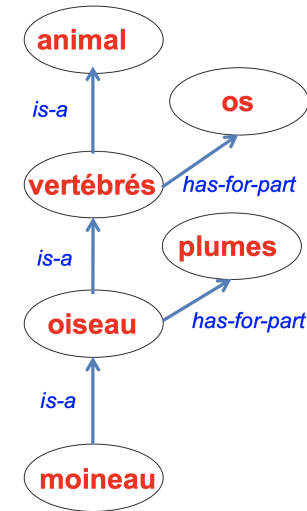 animal
os
is-a
vertébrés
has-for-part
plumes
is-a
oiseau
has-for-part
is-a
moineau